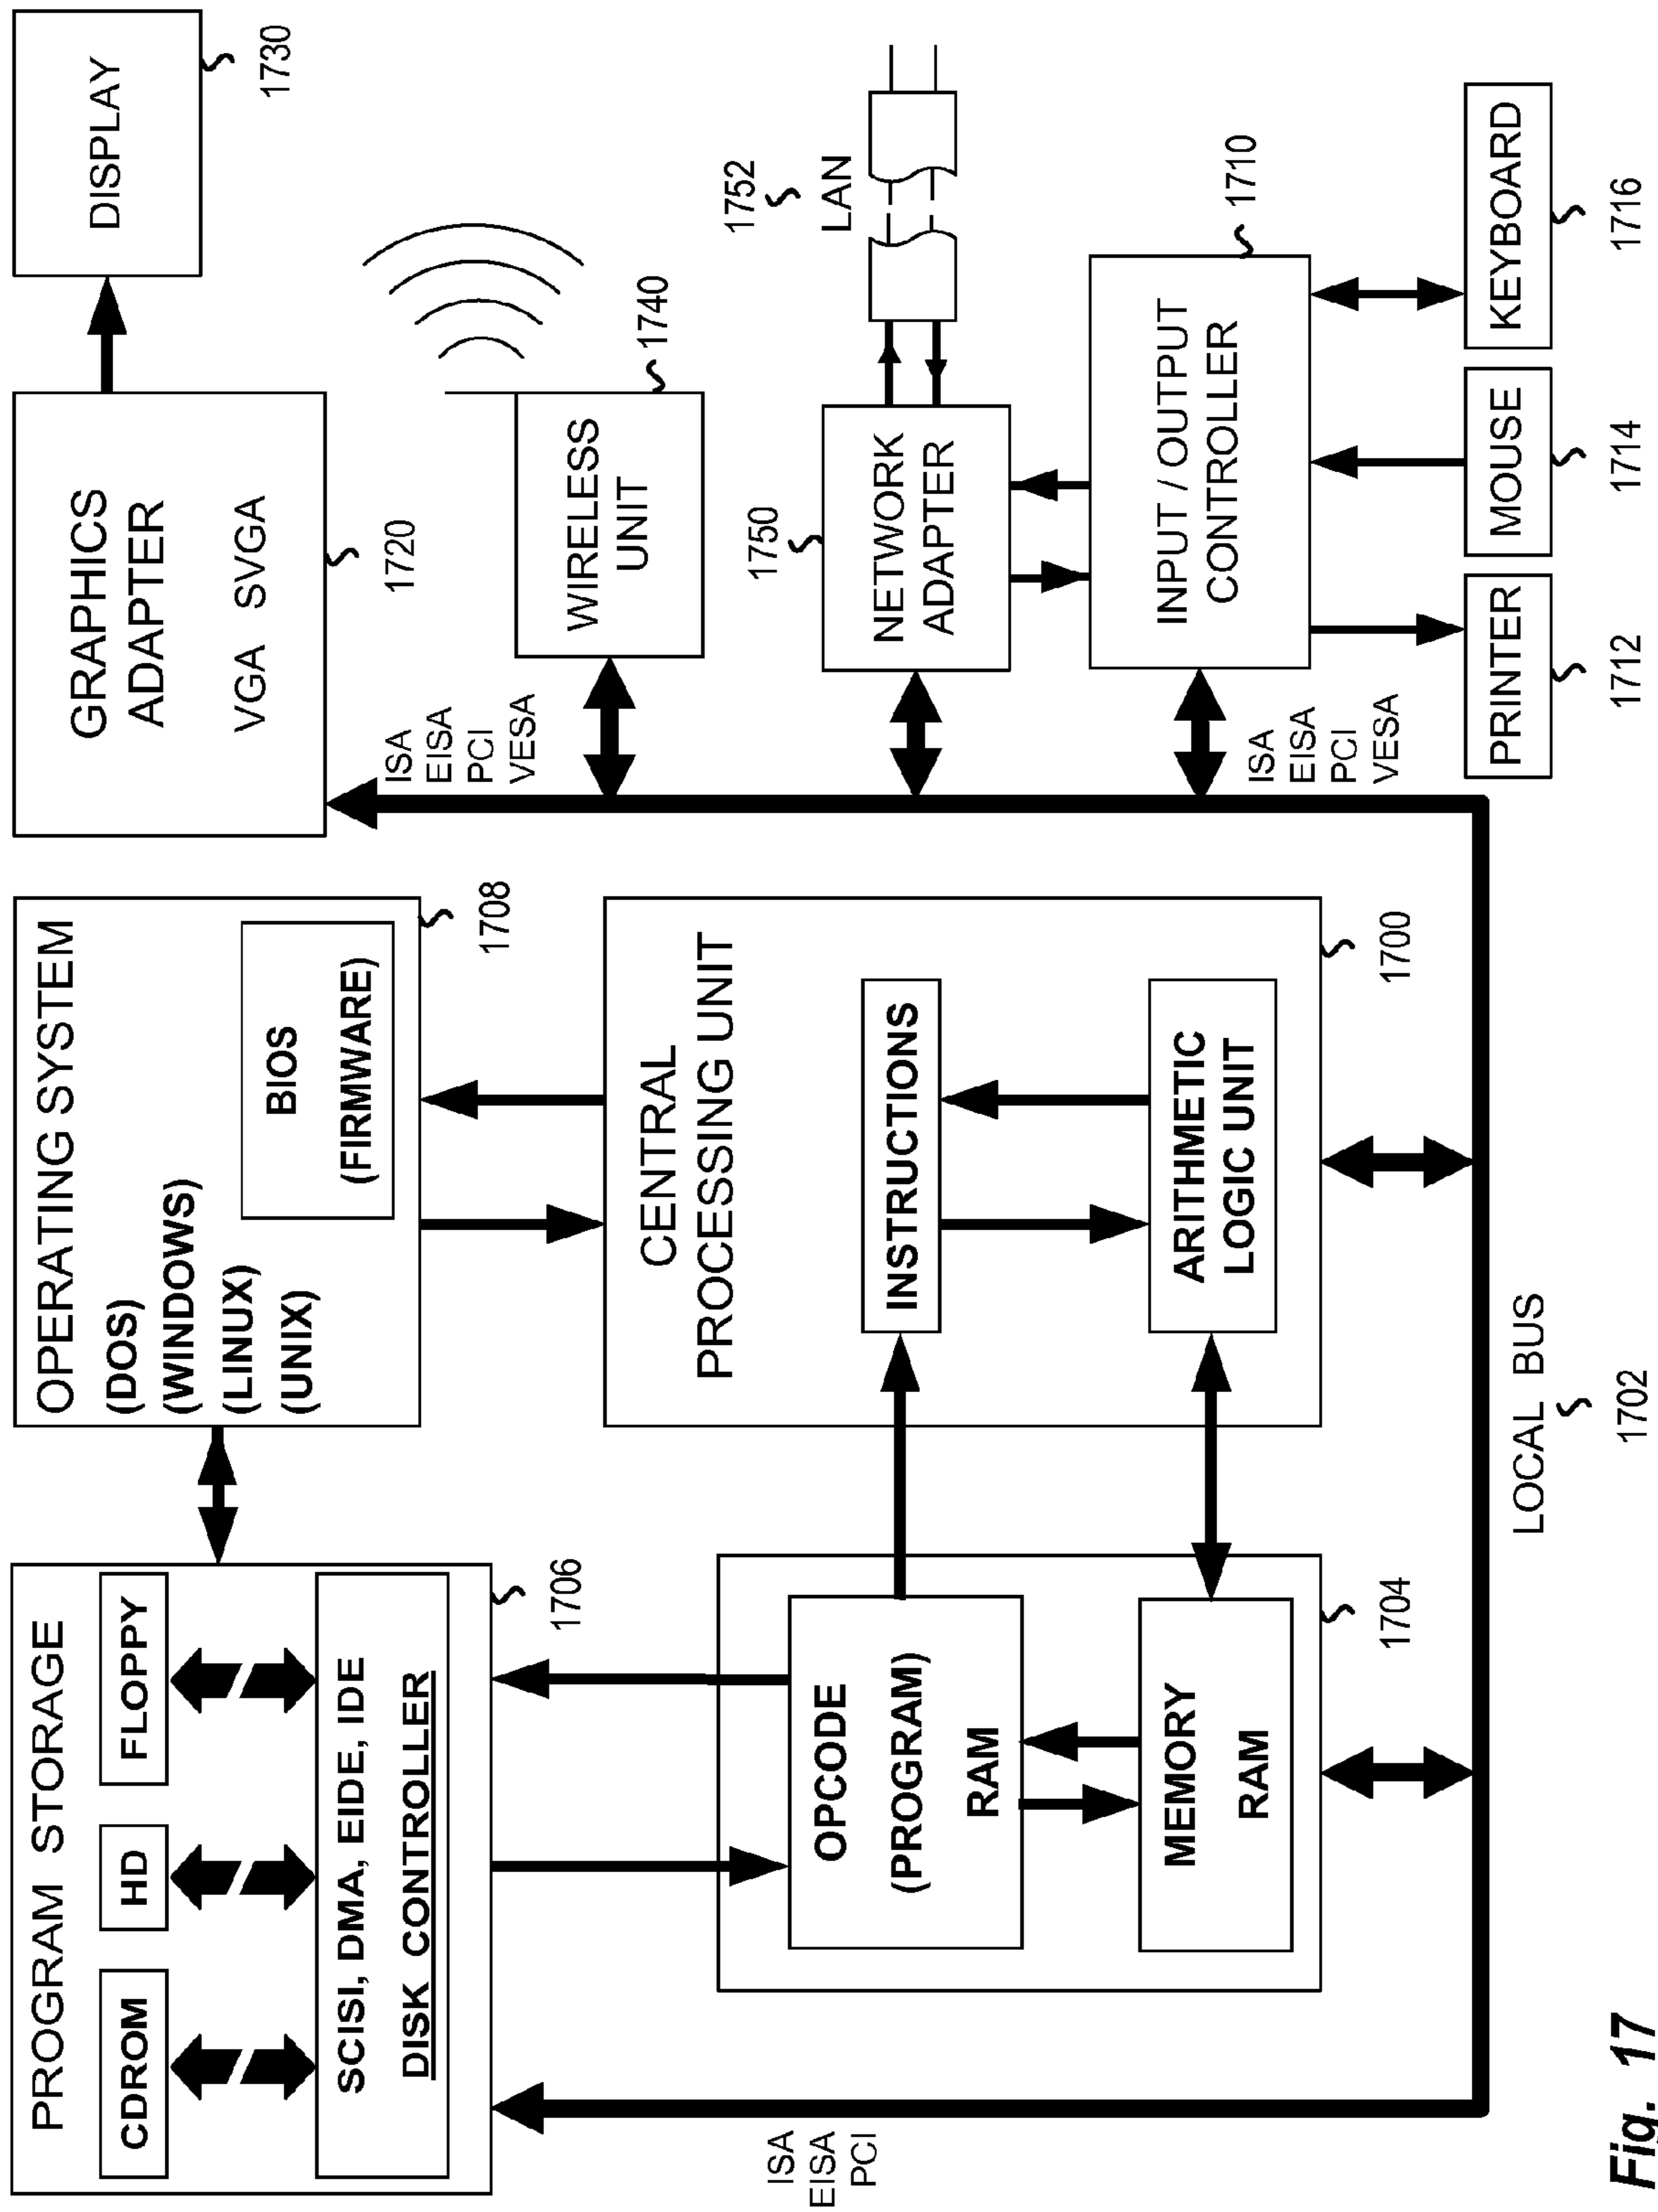 PROGRAM STORAGE
CDROM
HD
FLOPPY
SCISI, DMA, EIDE, IDE
DISK CONTROLLER
1706
OPERATING SYSTEM
(DOS)
(WINDOWS)
(LINUX)
(UNIX)
BIOS
(FIRMWARE)
1708
GRAPHICS
ADAPTER
VGA SVGA
1720
DISPLAY
1730
ISA
EISA
PCI
VESA
WIRELESS
UNIT
1740
OPCODE
(PROGRAM)
RAM
MEMORY
RAM
1704
CENTRAL
PROCESSING UNIT
INSTRUCTIONS
ARITHMETIC
LOGIC UNIT
1700
1750
NETWORK
ADAPTER
1752
LAN
INPUT / OUTPUT
CONTROLLER
1710
ISA
EISA
PCI
VESA
PRINTER
1712
MOUSE
1714
KEYBOARD
1716
ISA
EISA
PCI
LOCAL BUS
1702
Fig. 17